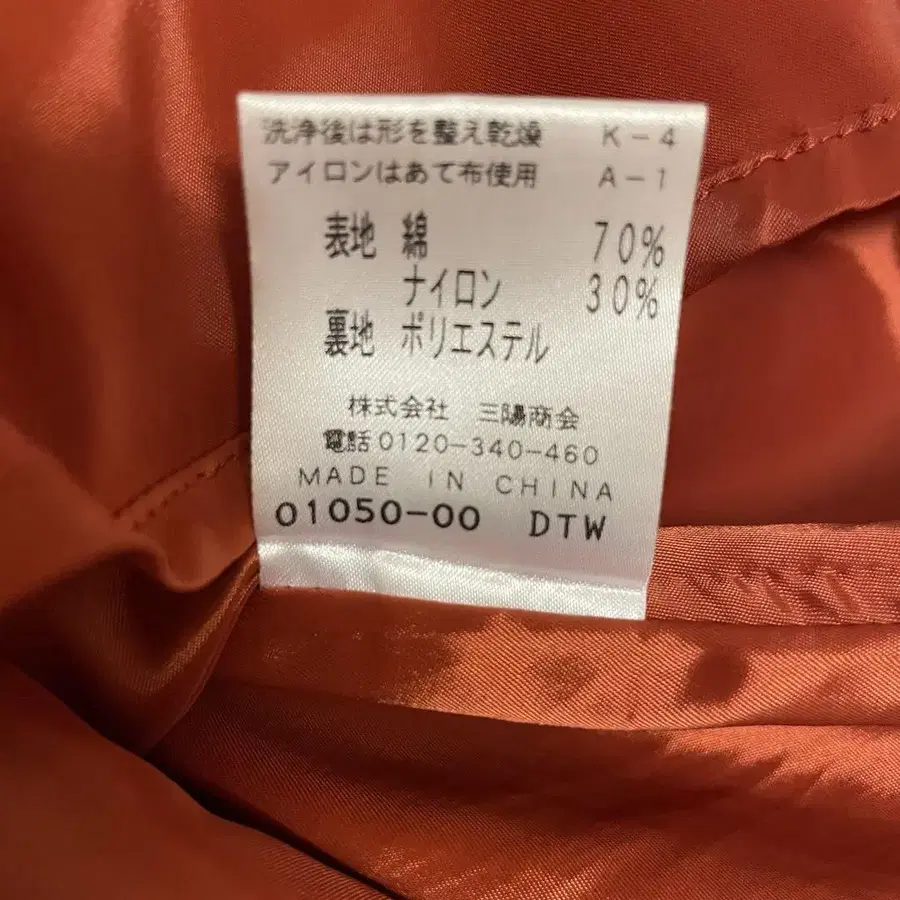 洗浄後は形を整え乾燥 K-4
アイロンはあて布使用 A-1
表地 綿 70%
ナイロン 30%
裏地 ポリエステル
株式会社 三陽商会
電話0120-340-460
MADE IN CHINA
01050-00 DTW